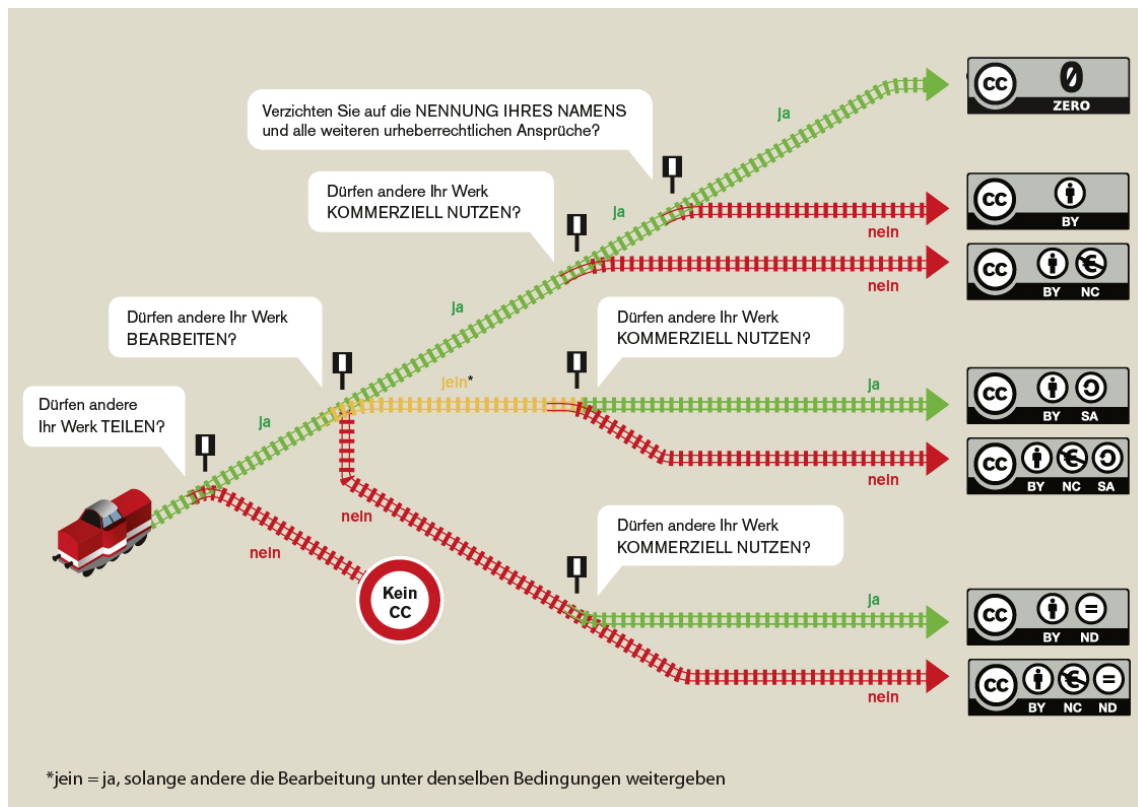 cc
0
ZERO
ja
Verzichten Sie auf die NENNUNG IHRES NAMENS
und alle weiteren urheberrechtlichen Ansprüche?
Dürfen andere Ihr Werk
KOMMERZIELL NUTZEN?
ja
cc
BY
nein
cc
€
BY NC
nein
ja
Dürfen andere Ihr Werk
BEARBEITEN?
Dürfen andere Ihr Werk
KOMMERZIELL NUTZEN?
jein*
ja
cc
BY SA
Dürfen andere
Ihr Werk TEILEN?
ja
cc
€
BY NC SA
nein
nein
nein
Kein
CC
Dürfen andere Ihr Werk
KOMMERZIELL NUTZEN?
ja
cc
=
BY ND
cc
€ =
BY NC ND
nein
*jein = ja, solange andere die Bearbeitung unter denselben Bedingungen weitergeben